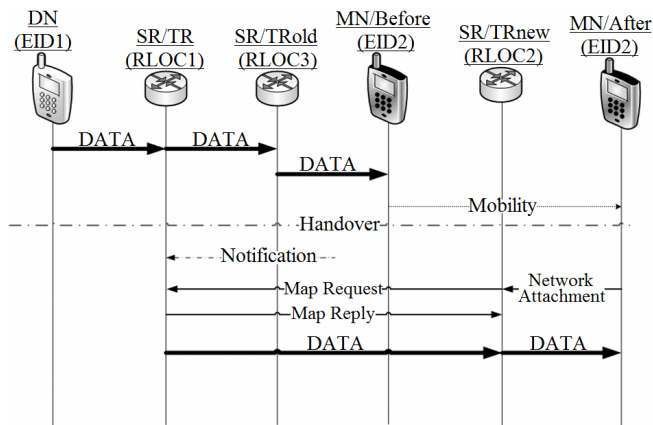 DN
(EID1)
SR/TR
(RLOC1)
SR/TRold
(RLOC3)
MN/Before
(EID2)
SR/TRnew
(RLOC2)
MN/After
(EID2)
DATA
DATA
DATA
Mobility
Handover
Notification
Map Request
Network
Attachment
Map Reply
DATA
DATA